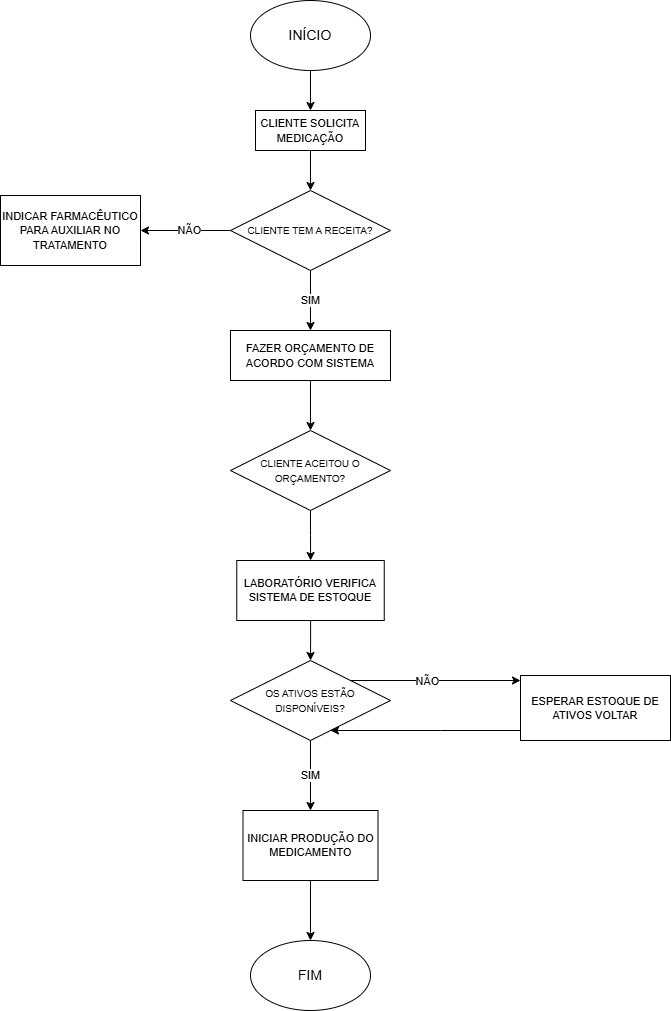 INÍCIO
CLIENTE SOLICITA
MEDICAÇÃO
CLIENTE TEM A RECEITA?
NÃO
INDICAR FARMACÊUTICO
PARA AUXILIAR NO
TRATAMENTO
SIM
FAZER ORÇAMENTO DE
ACORDO COM SISTEMA
CLIENTE ACEITOU O
ORÇAMENTO?
LABORATÓRIO VERIFICA
SISTEMA DE ESTOQUE
OS ATIVOS ESTÃO
DISPONÍVEIS?
NÃO
ESPERAR ESTOQUE DE
ATIVOS VOLTAR
SIM
INICIAR PRODUÇÃO DO
MEDICAMENTO
FIM